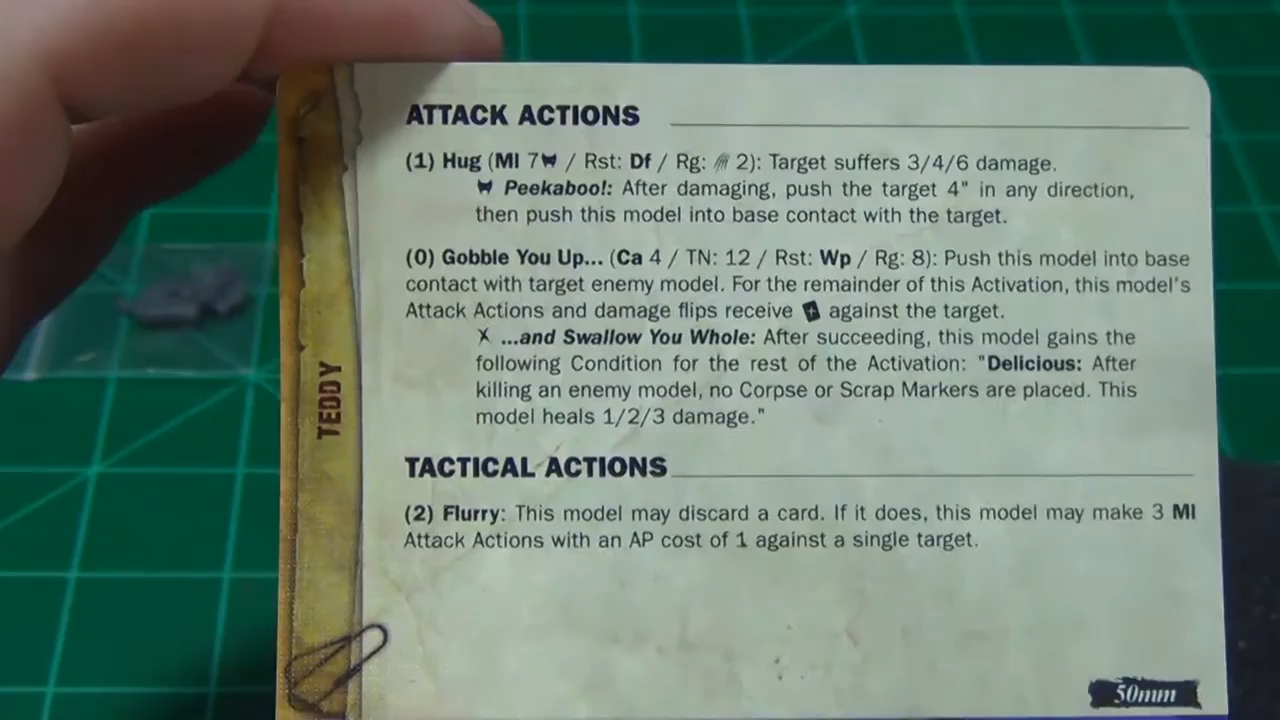 ATTACK ACTIONS
(1) Hug (Ml 7 / Rst: Df / Rg: 2): Target suffers 3/4/6 damage.
Peekaboo!: After damaging, push the target 4" in any direction,
then push this model into base contact with the target.
(0) Gobble You Up... (Ca 4 / TN: 12 / Rst: Wp / Rg: 8): Push this model into base
contact with target enemy model. For the remainder of this Activation, this model's
Attack Actions and damage flips receive + against the target.
...and Swallow You Whole: After succeeding, this model gains the
following Condition for the rest of the Activation: "Delicious: After
killing an enemy model, no Corpse or Scrap Markers are placed. This
model heals 1/2/3 damage."
TEDDY
TACTICAL ACTIONS
(2) Flurry: This model may discard a card. If it does, this model may make 3 Ml
Attack Actions with an AP cost of 1 against a single target.
50mm